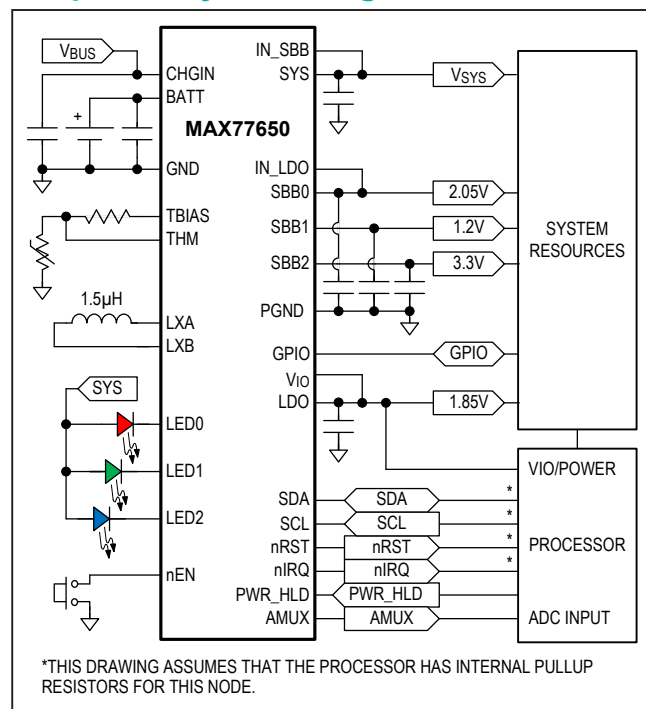 VBUS
CHGIN
BATT
+
GND
TBIAS
THM
1.5µH
LXA
LXB
SYS
LED0
LED1
LED2
nEN
MAX77650
IN_SBB
SYS
VSYS
IN_LDO
SBB0
2.05V
SBB1
1.2V
SBB2
3.3V
PGND
GPIO
GPIO
VIO
LDO
1.85V
SYSTEM
RESOURCES
SDA
SDA
*
SCL
SCL
*
nRST
nRST
*
nIRQ
nIRQ
*
PWR_HLD
PWR_HLD
AMUX
AMUX
VIO/POWER
PROCESSOR
ADC INPUT
*THIS DRAWING ASSUMES THAT THE PROCESSOR HAS INTERNAL PULLUP
RESISTORS FOR THIS NODE.